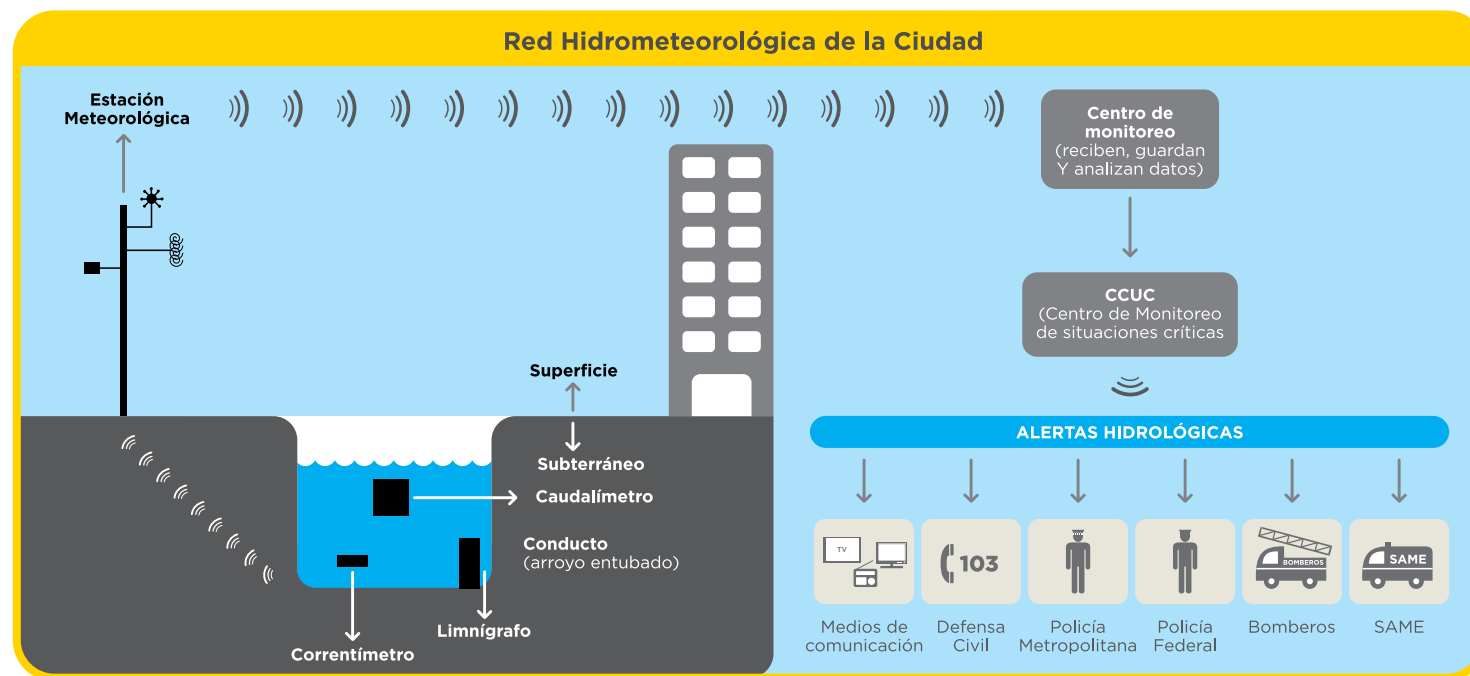 Red Hidrometeorológica de la Ciudad
Estación
Meteorológica
Centro de
monitoreo
(reciben, guardan
Y analizan datos)
CCUC
(Centro de Monitoreo
de situaciones críticas
Superficie
Subterráneo
Caudalímetro
Conducto
(arroyo entubado)
Limnígrafo
Correntímetro
ALERTAS HIDROLÓGICAS
TV
103
BOMBEROS
SAME
Medios de
comunicación
Defensa
Civil
Policía
Metropolitana
Policía
Federal
Bomberos
SAME